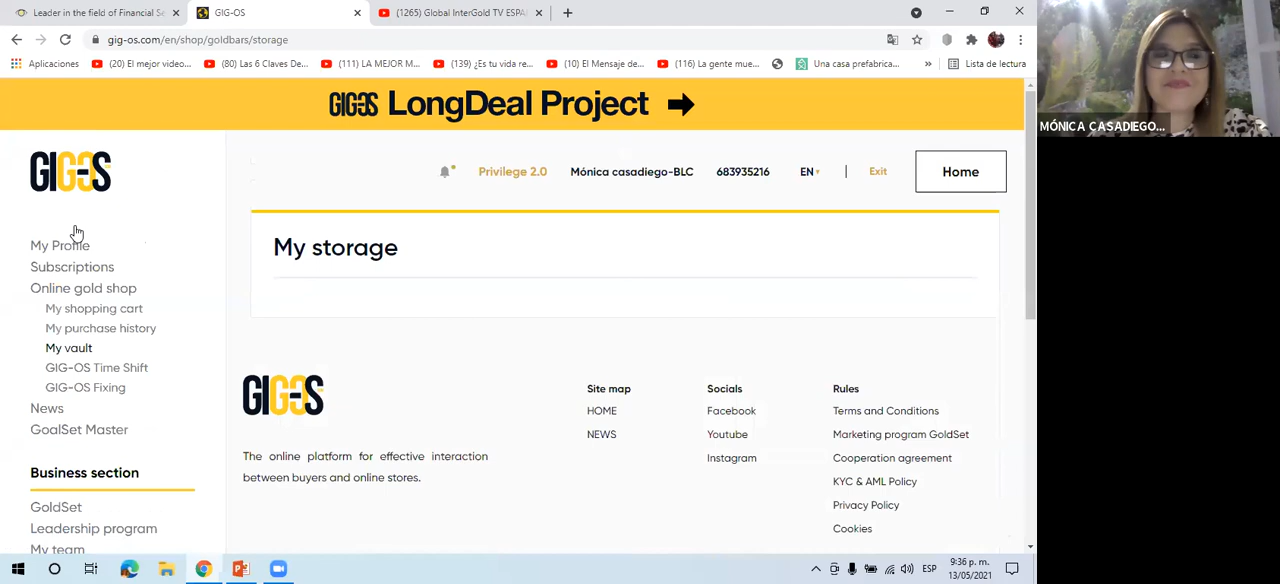 Leader in the field of Financial Se
GIG-OS
(1265) Global InterGold TV ESPA
gig-os.com/en/shop/goldbars/storage
Aplicaciones
(20) El mejor video...
(80) Las 6 Claves De...
(111) LA MEJOR M...
(139) ¿Es tu vida re...
(10) El Mensaje de...
(116) La gente mue...
Una casa prefabrica...
»
Lista de lectura
MÓNICA CASADIEGO...
GIG-OS LongDeal Project
GIG-OS
Privilege 2.0
Mónica casadiego-BLC
683935216
EN
Exit
Home
My Profile
Subscriptions
Online gold shop
My shopping cart
My purchase history
My vault
GIG-OS Time Shift
GIG-OS Fixing
News
GoalSet Master
Business section
GoldSet
Leadership program
My team
My storage
GIG-OS
The online platform for effective interaction
between buyers and online stores.
Site map
HOME
NEWS
Socials
Facebook
Youtube
Instagram
Rules
Terms and Conditions
Marketing program GoldSet
Cooperation agreement
KYC & AML Policy
Privacy Policy
Cookies
ESP
9:36 p. m.
13/05/2021